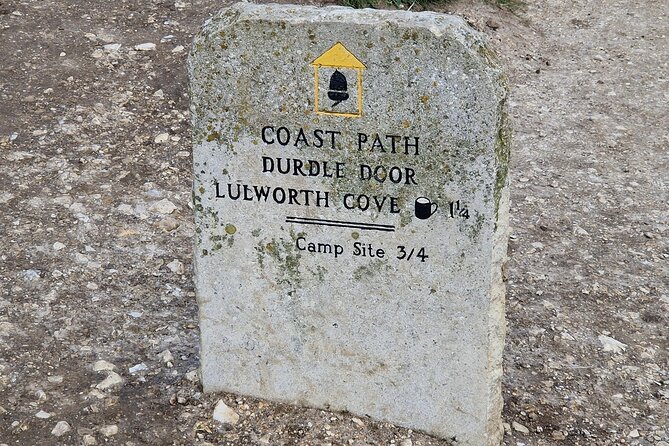 COAST PATH
DURDLE DOOR
LULWORTH COVE 1¼
Camp Site 3/4